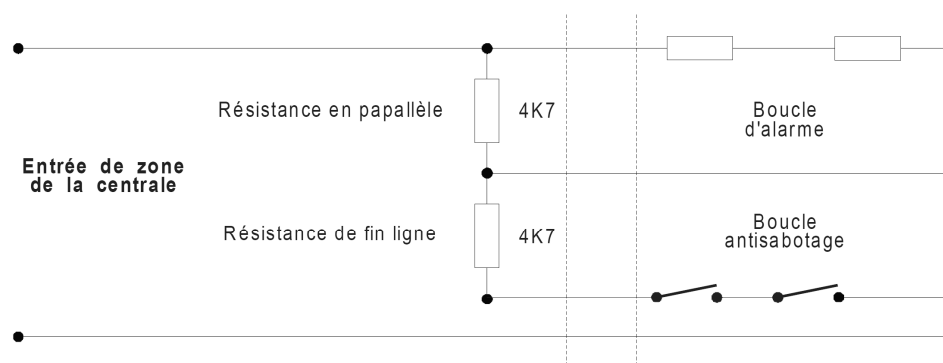 Résistance en papallèle
4K7
Boucle
d'alarme
Entrée de zone
de la centrale
Résistance de fin ligne
4K7
Boucle
antisabotage